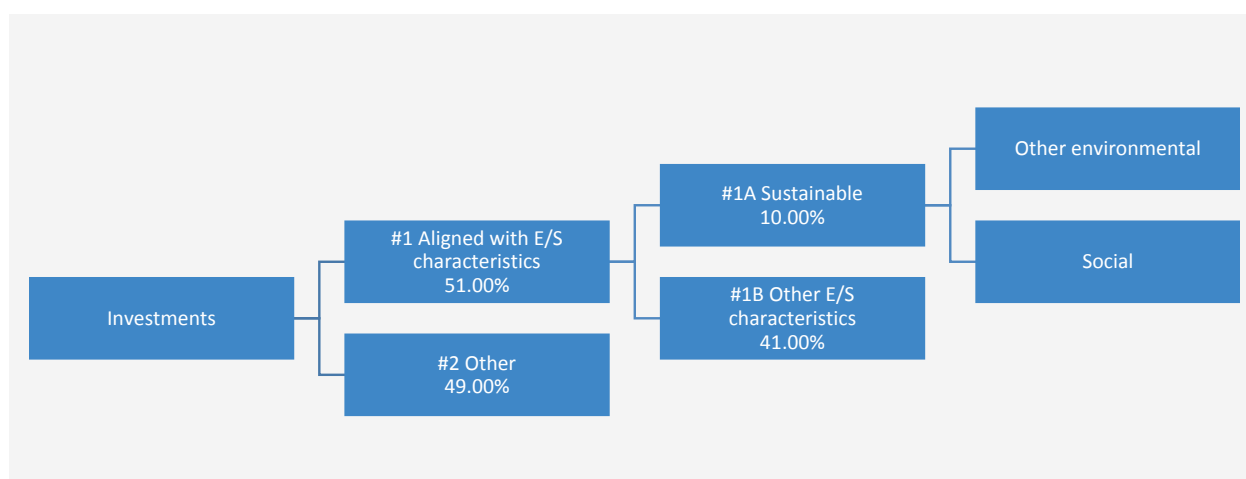 Investments
#1 Aligned with E/S
characteristics
51.00%
#2 Other
49.00%
#1A Sustainable
10.00%
#1B Other E/S
characteristics
41.00%
Other environmental
Social